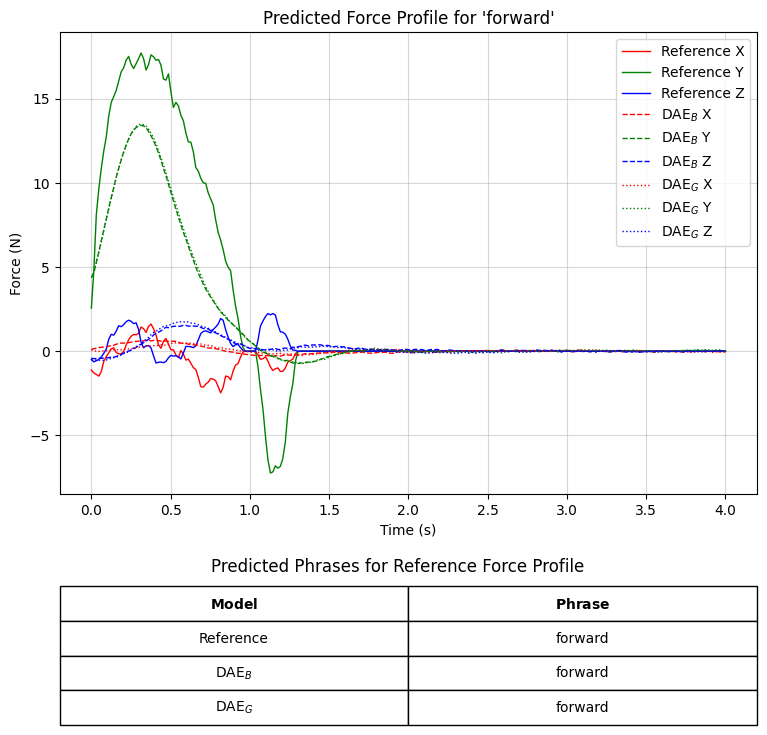 Predicted Force Profile for 'forward'
Reference X
Reference Y
Reference Z
DAE_B X
DAE_B Y
DAE_B Z
DAE_G X
DAE_G Y
DAE_G Z
Force (N)
15
10
5
0
−5
0.0 0.5 1.0 1.5 2.0 2.5 3.0 3.5 4.0
Time (s)
Predicted Phrases for Reference Force Profile
Model Phrase
Reference forward
DAE_B forward
DAE_G forward